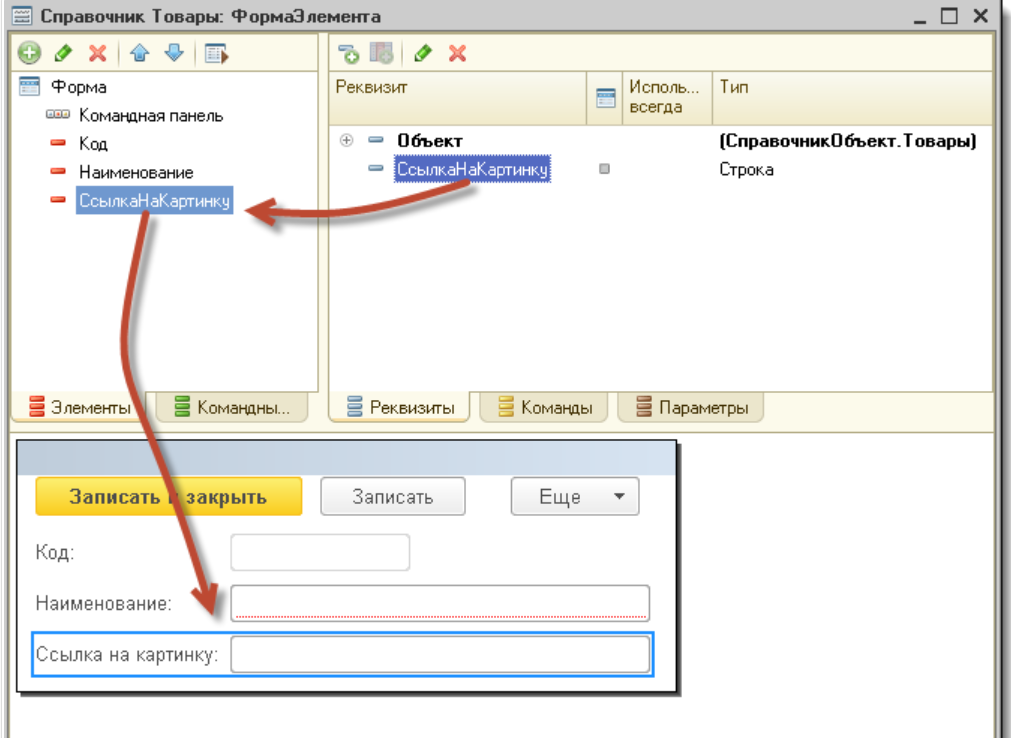 Справочник Товары: ФормаЭлемента
Форма
Командная панель
Код
Наименование
СсылкаНаКартинку
Элементы
Командны...
Реквизит
Исполь... всегда
Тип
Объект
(СправочникОбъект.Товары)
СсылкаНаКартинку
Строка
Реквизиты
Команды
Параметры
Записать и закрыть
Записать
Еще
Код:
Наименование:
Ссылка на картинку: